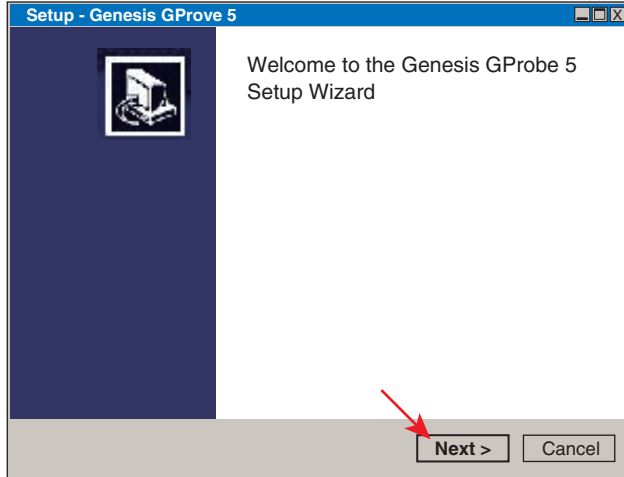 Setup - Genesis GProve 5
Welcome to the Genesis GProbe 5
Setup Wizard
Next >
Cancel